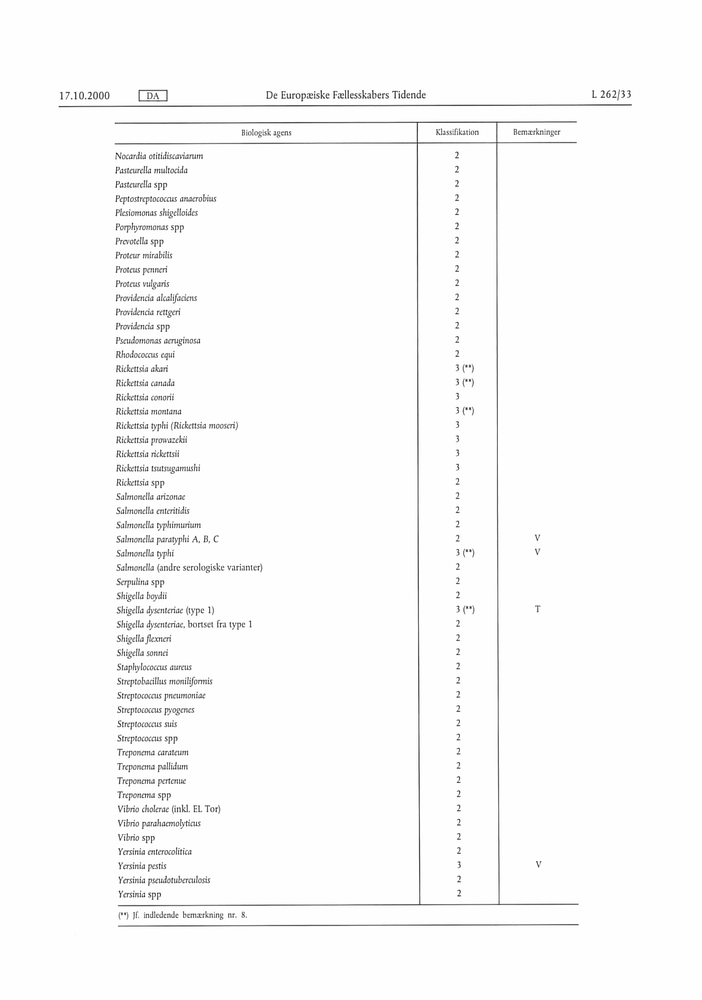 17.10.2000 DA De Europæiske Fællesskabers Tidende L 262/33
Biologisk agens Klassifikation Bemærkninger
Nocardia otitidiscaviarum 2
Pasteurella multocida 2
Pasteurella spp 2
Peptostreptococcus anaerobius 2
Plesiomonas shigelloides 2
Porphyromonas spp 2
Prevotella spp 2
Proteur mirabilis 2
Proteus penneri 2
Proteus vulgaris 2
Providencia alcalifaciens 2
Providencia rettgeri 2
Providencia spp 2
Pseudomonas aeruginosa 2
Rhodococcus equi 2
Rickettsia akari 3 (**)
Rickettsia canada 3 (**)
Rickettsia conorii 3
Rickettsia montana 3 (**)
Rickettsia typhi (Rickettsia mooseri) 3
Rickettsia prowazekii 3
Rickettsia rickettsii 3
Rickettsia tsutsugamushi 3
Rickettsia spp 2
Salmonella arizonae 2
Salmonella enteritidis 2
Salmonella typhimurium 2
Salmonella paratyphi A, B, C 2 V
Salmonella typhi 3 (**) V
Salmonella (andre serologiske varianter) 2
Serpulina spp 2
Shigella boydii 2
Shigella dysenteriae (type 1) 3 (**) T
Shigella dysenteriae, bortset fra type 1 2
Shigella flexneri 2
Shigella sonnei 2
Staphylococcus aureus 2
Streptobacillus moniliformis 2
Streptococcus pneumoniae 2
Streptococcus pyogenes 2
Streptococcus suis 2
Streptococcus spp 2
Treponema carateum 2
Treponema pallidum 2
Treponema pertenue 2
Treponema spp 2
Vibrio cholerae (inkl. EL Tor) 2
Vibrio parahaemolyticus 2
Vibrio spp 2
Yersinia enterocolitica 2
Yersinia pestis 3 V
Yersinia pseudotuberculosis 2
Yersinia spp 2
(**) Jf. indledende bemærkning nr. 8.